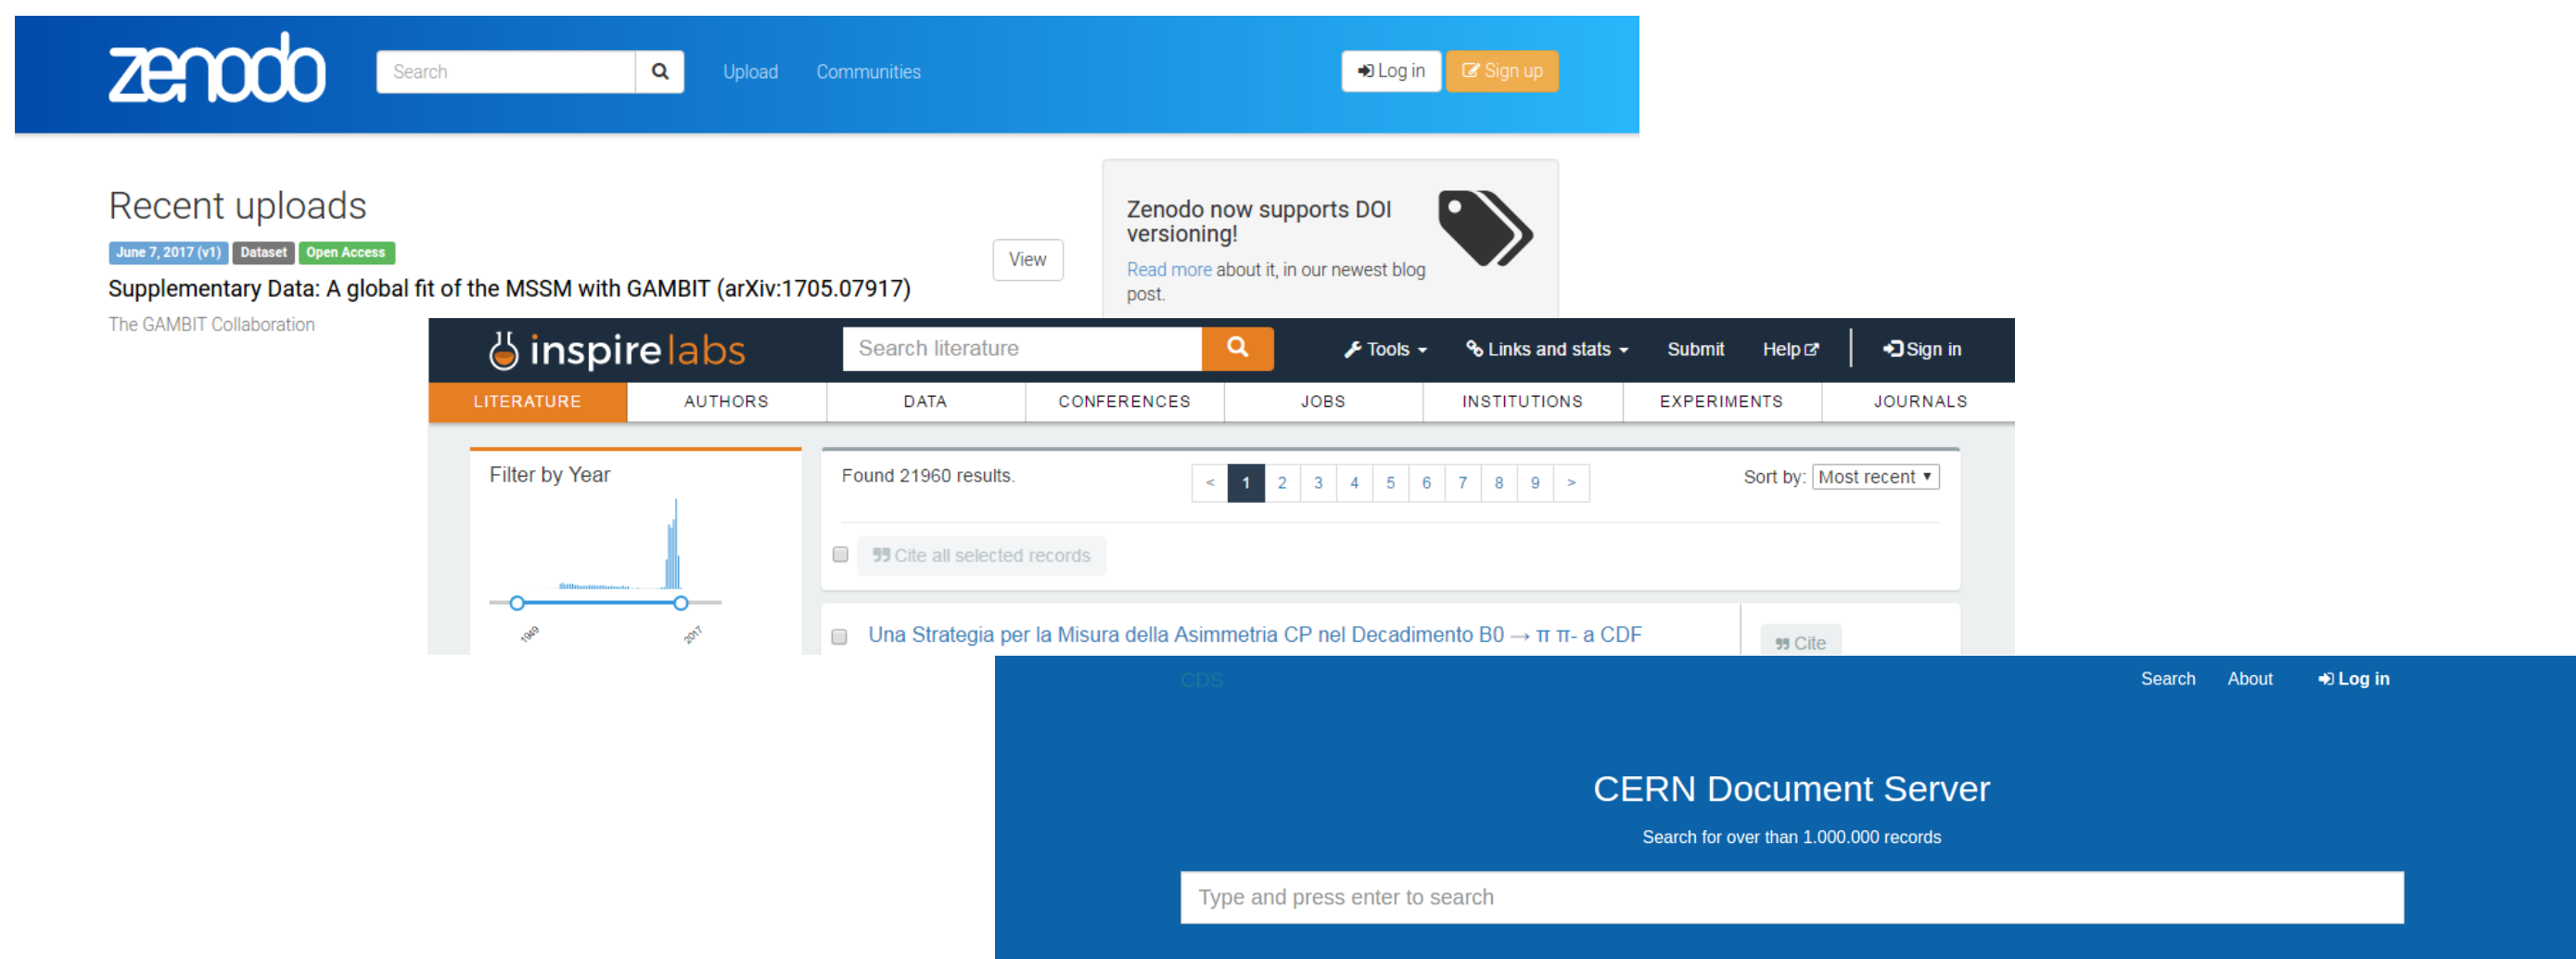 zenodo Search Upload Communities Log in Sign up
Recent uploads
June 7, 2017 (v1) Dataset Open Access
Supplementary Data: A global fit of the MSSM with GAMBIT (arXiv:1705.07917)
The GAMBIT Collaboration
View
Zenodo now supports DOI
versioning!
Read more about it, in our newest blog
post.
inspirelabs Search literature Tools Links and stats Submit Help Sign in
LITERATURE AUTHORS DATA CONFERENCES JOBS INSTITUTIONS EXPERIMENTS JOURNALS
Filter by Year
1949 2017
Found 21960 results. < 1 2 3 4 5 6 7 8 9 > Sort by: Most recent
Cite all selected records
Una Strategia per la Misura della Asimmetria CP nel Decadimento B0 → π π- a CDF
Cite
CDS Search About Log in
CERN Document Server
Search for over than 1.000.000 records
Type and press enter to search